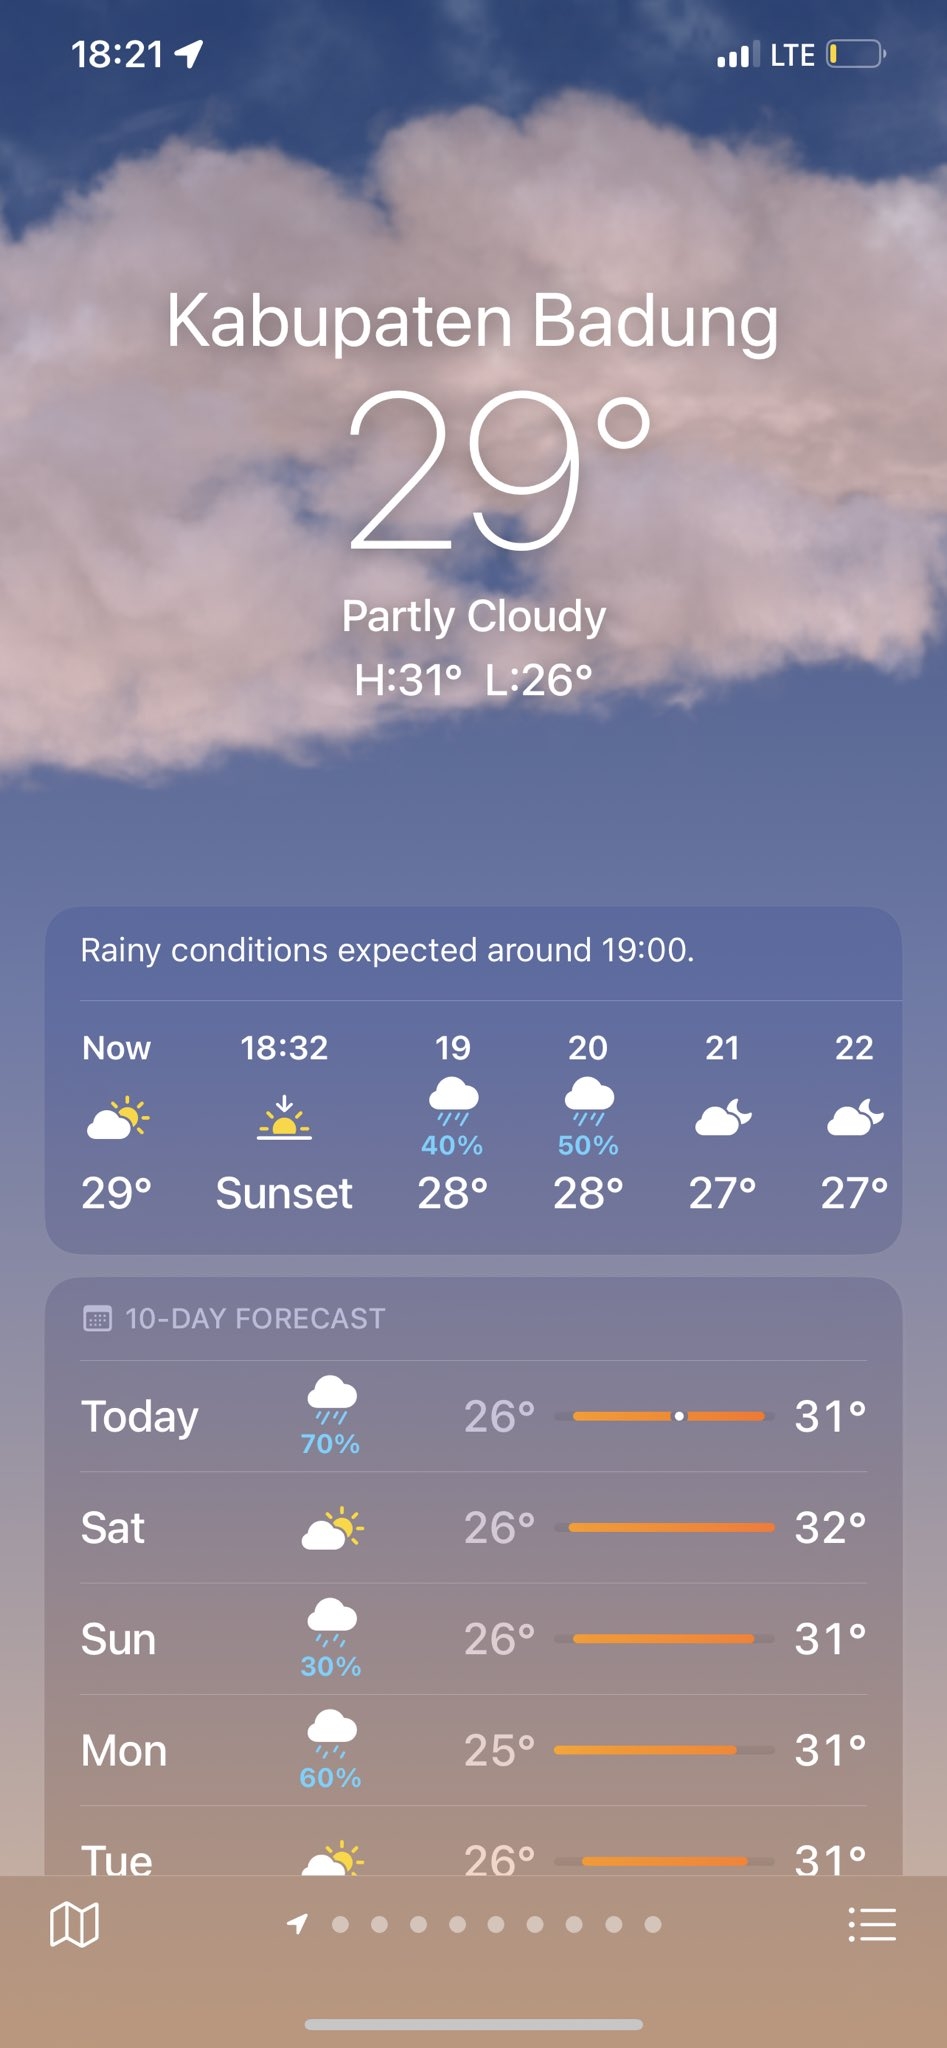 18:21 LTE
Kabupaten Badung
29°
Partly Cloudy
H:31° L:26°
Rainy conditions expected around 19:00.
Now 18:32 19 20 21 22
40% 50%
29° Sunset 28° 28° 27° 27°
10-DAY FORECAST
Today 70% 26° 31°
Sat 26° 32°
Sun 30% 26° 31°
Mon 60% 25° 31°
Tue 26° 31°